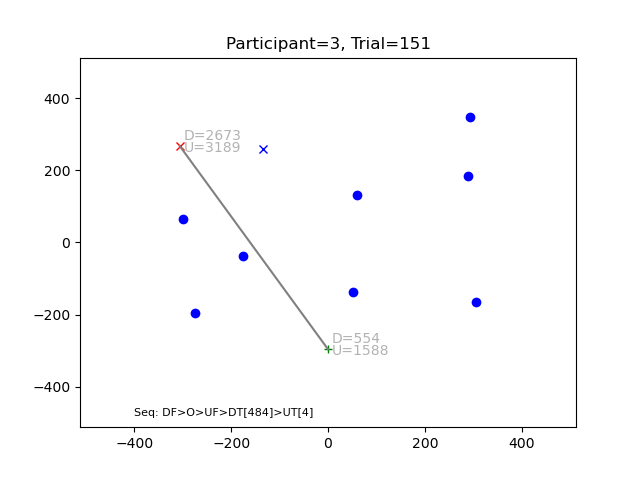 Participant=3, Trial=151
400
200
0
−200
−400
D=2673
U=3189
D=554
U=1588
Seq: DF>O>UF>DT[484]>UT[4]
−400
−200
0
200
400